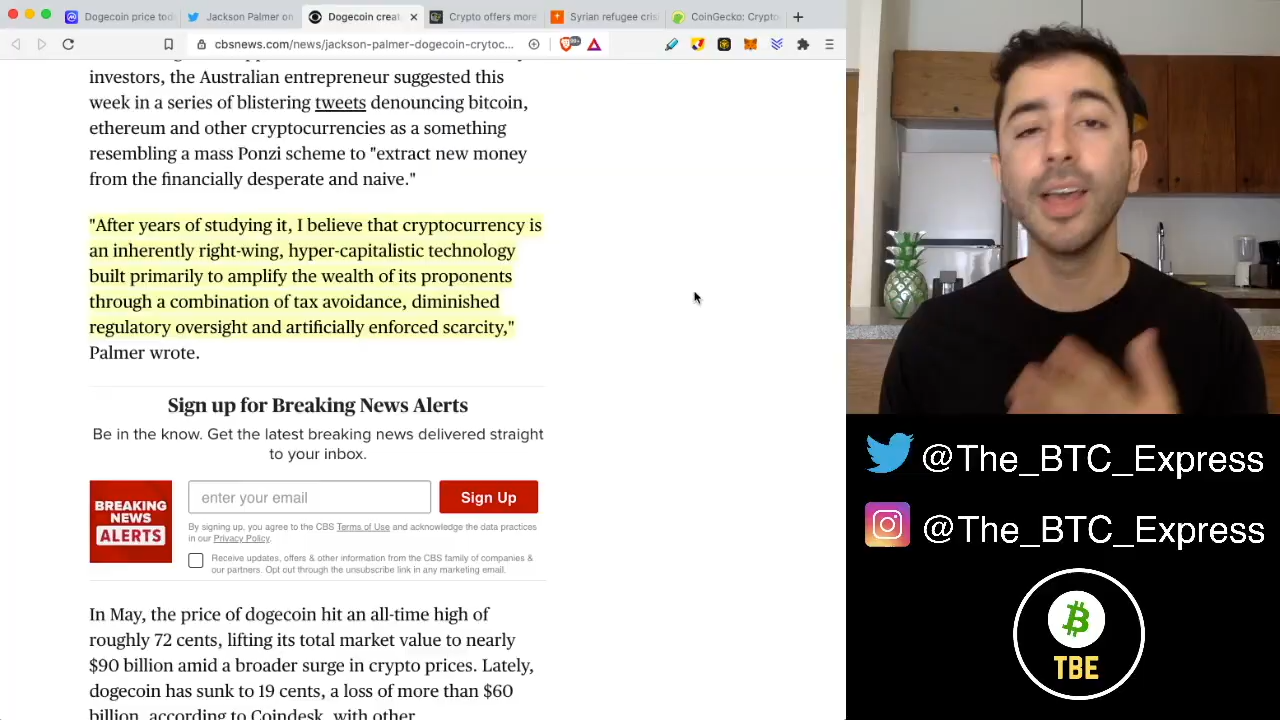 Dogecoin price tod
Jackson Palmer on
Dogecoin creat
Crypto offers more
Syrian refugee cris
CoinGecko: Crypto
cbsnews.com/news/jackson-palmer-dogecoin-crytoc...
investors, the Australian entrepreneur suggested this
week in a series of blistering tweets denouncing bitcoin,
ethereum and other cryptocurrencies as a something
resembling a mass Ponzi scheme to "extract new money
from the financially desperate and naive."
"After years of studying it, I believe that cryptocurrency is
an inherently right-wing, hyper-capitalistic technology
built primarily to amplify the wealth of its proponents
through a combination of tax avoidance, diminished
regulatory oversight and artificially enforced scarcity,"
Palmer wrote.
Sign up for Breaking News Alerts
Be in the know. Get the latest breaking news delivered straight
to your inbox.
BREAKING
NEWS
ALERTS
enter your email
Sign Up
By signing up, you agree to the CBS Terms of Use and acknowledge the data practices
in our Privacy Policy.
Receive updates, offers & other information from the CBS family of companies &
our partners. Opt out through the unsubscribe link in any marketing email.
In May, the price of dogecoin hit an all-time high of
roughly 72 cents, lifting its total market value to nearly
$90 billion amid a broader surge in crypto prices. Lately,
dogecoin has sunk to 19 cents, a loss of more than $60
billion, according to Coindesk, with other
@The_BTC_Express
@The_BTC_Express
TBE